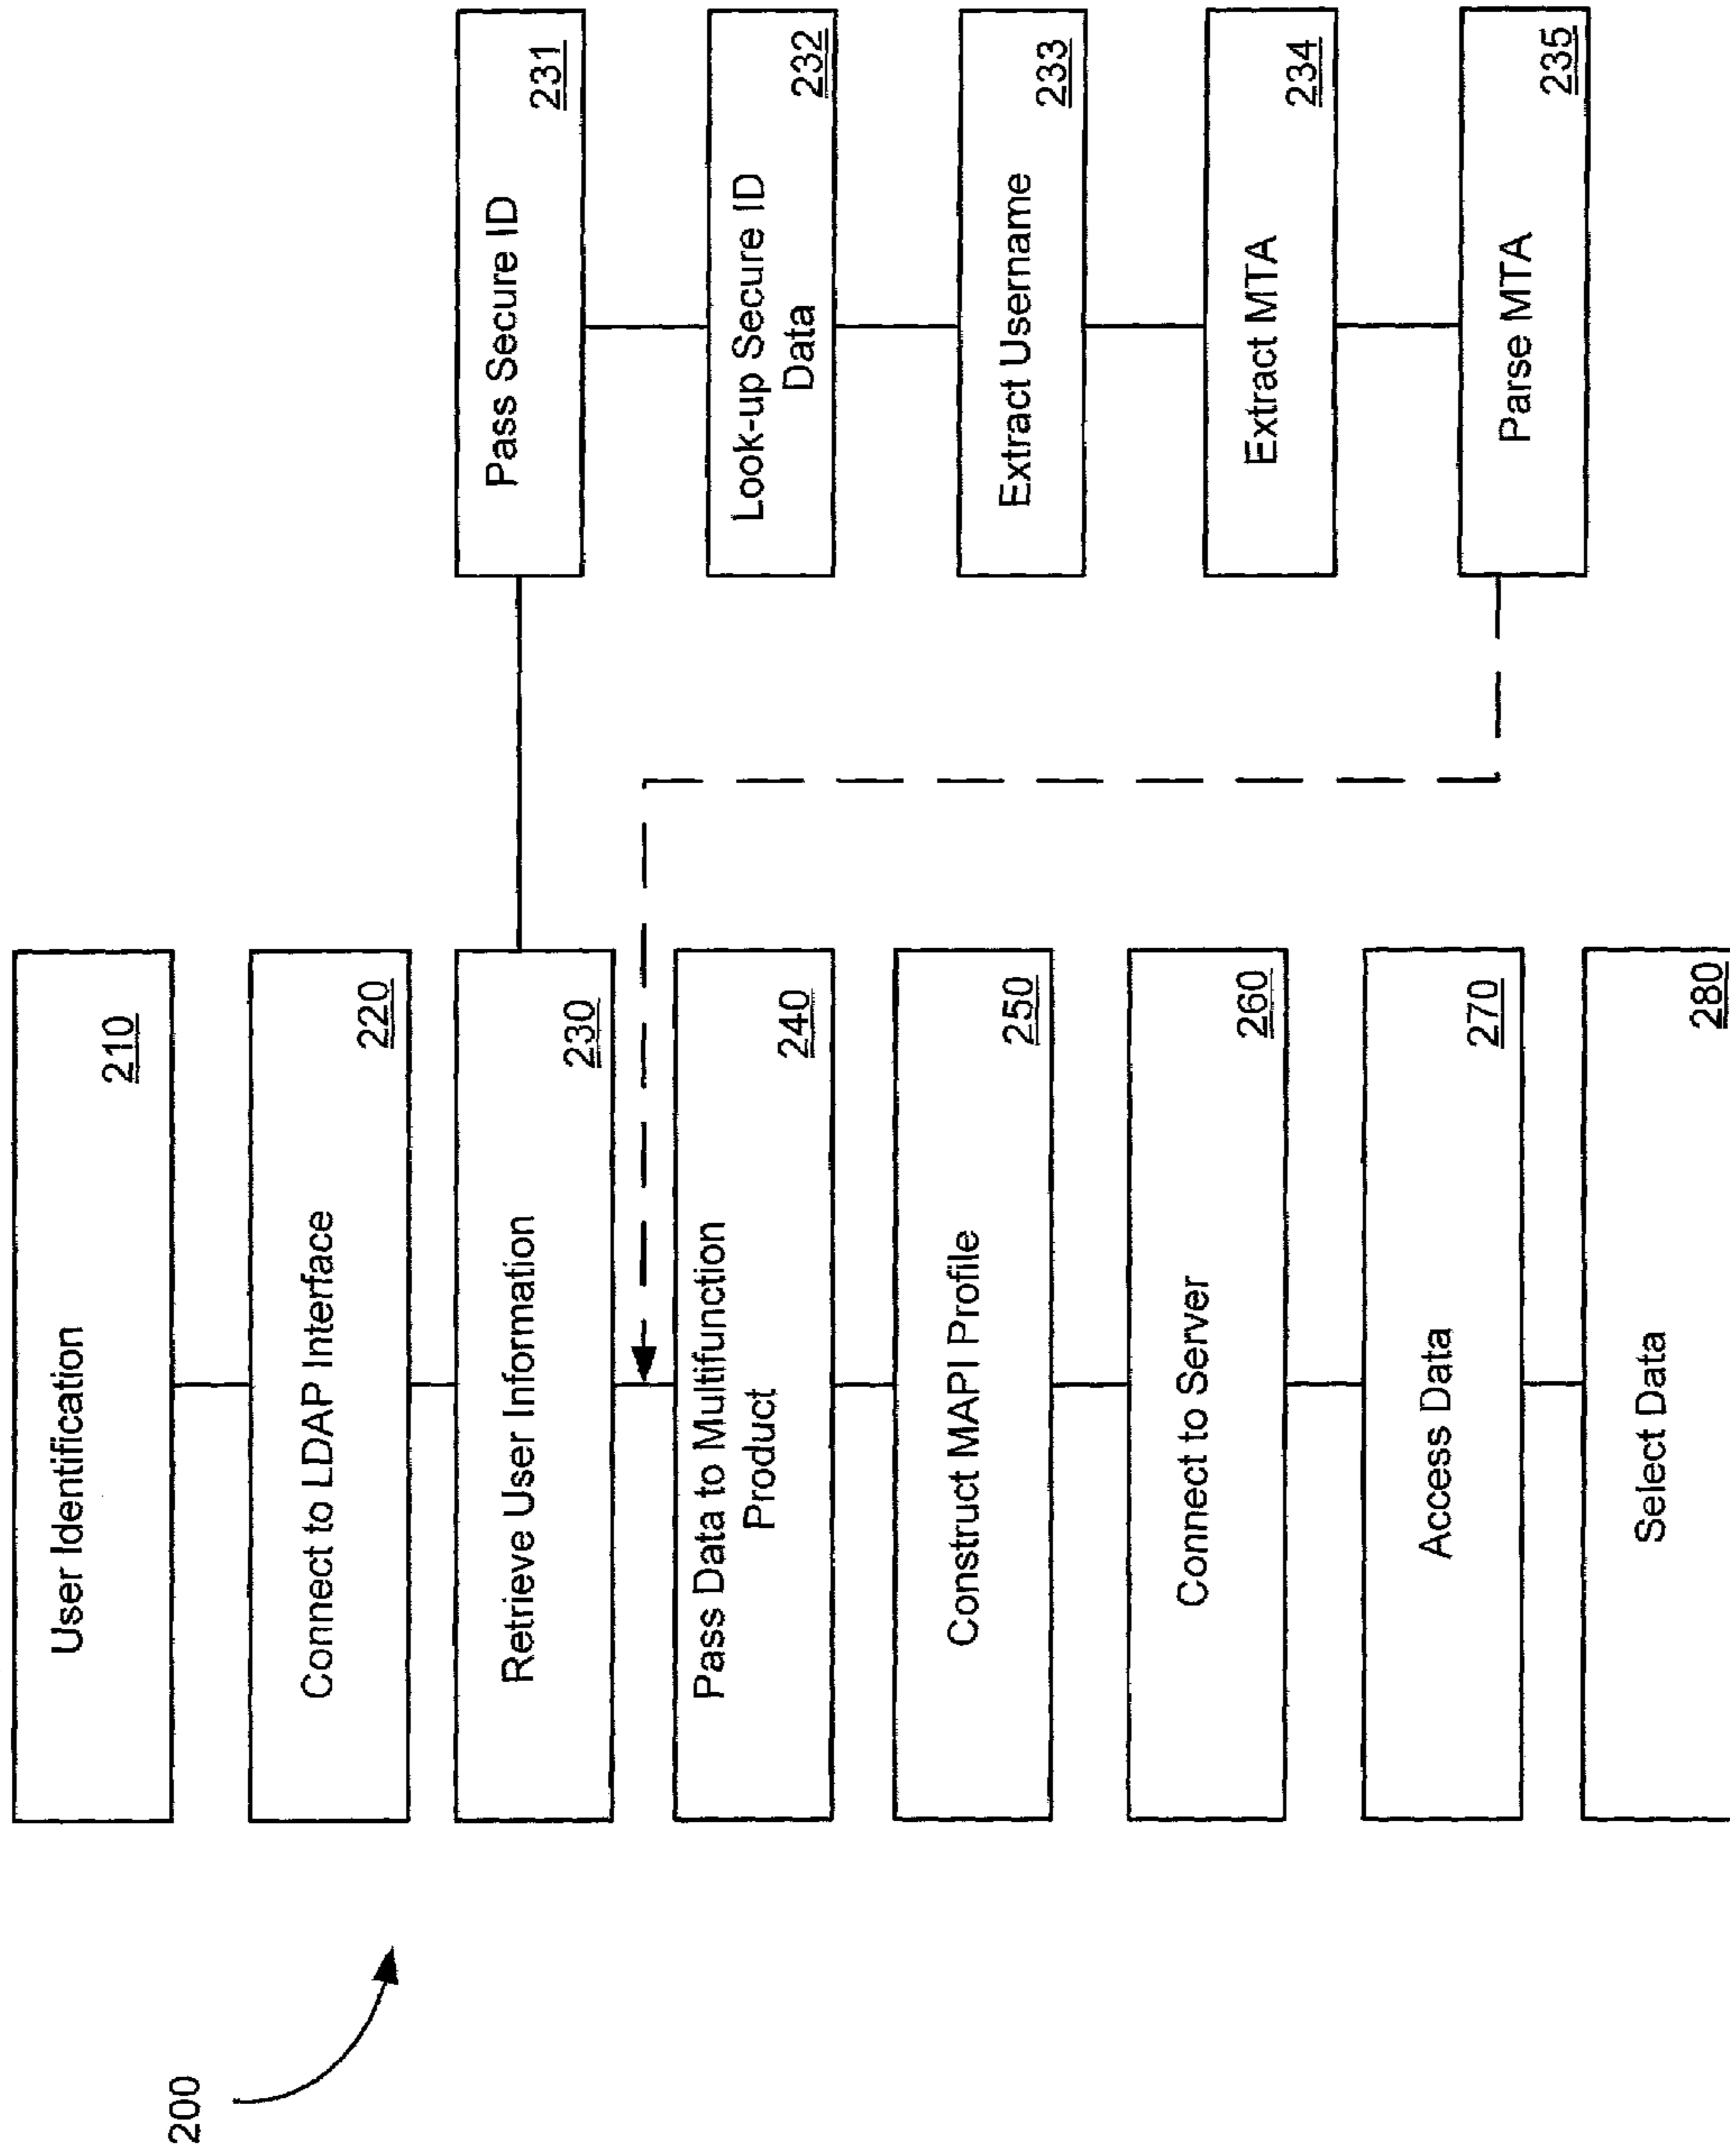 200
User Identification
210
Connect to LDAP Interface
220
Retrieve User Information
230
Pass Data to Multifunction
Product
240
Construct MAPI Profile
250
Connect to Server
260
Access Data
270
Select Data
280
Pass Secure ID
231
Look-up Secure ID
Data
232
Extract Username
233
Extract MTA
234
Parse MTA
235